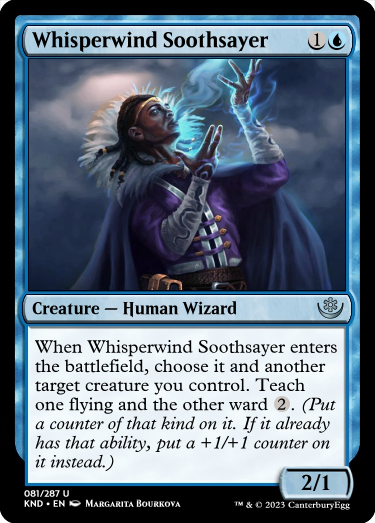 Whisperwind Soothsayer 1
Creature — Human Wizard
When Whisperwind Soothsayer enters
the battlefield, choose it and another
target creature you control. Teach
one flying and the other ward 2. (Put
a counter of that kind on it. If it already
has that ability, put a +1/+1 counter on
it instead.)
2/1
081/287 U
KND • EN MARGARITA BOURKOVA
™ & © 2023 CanterburyEgg